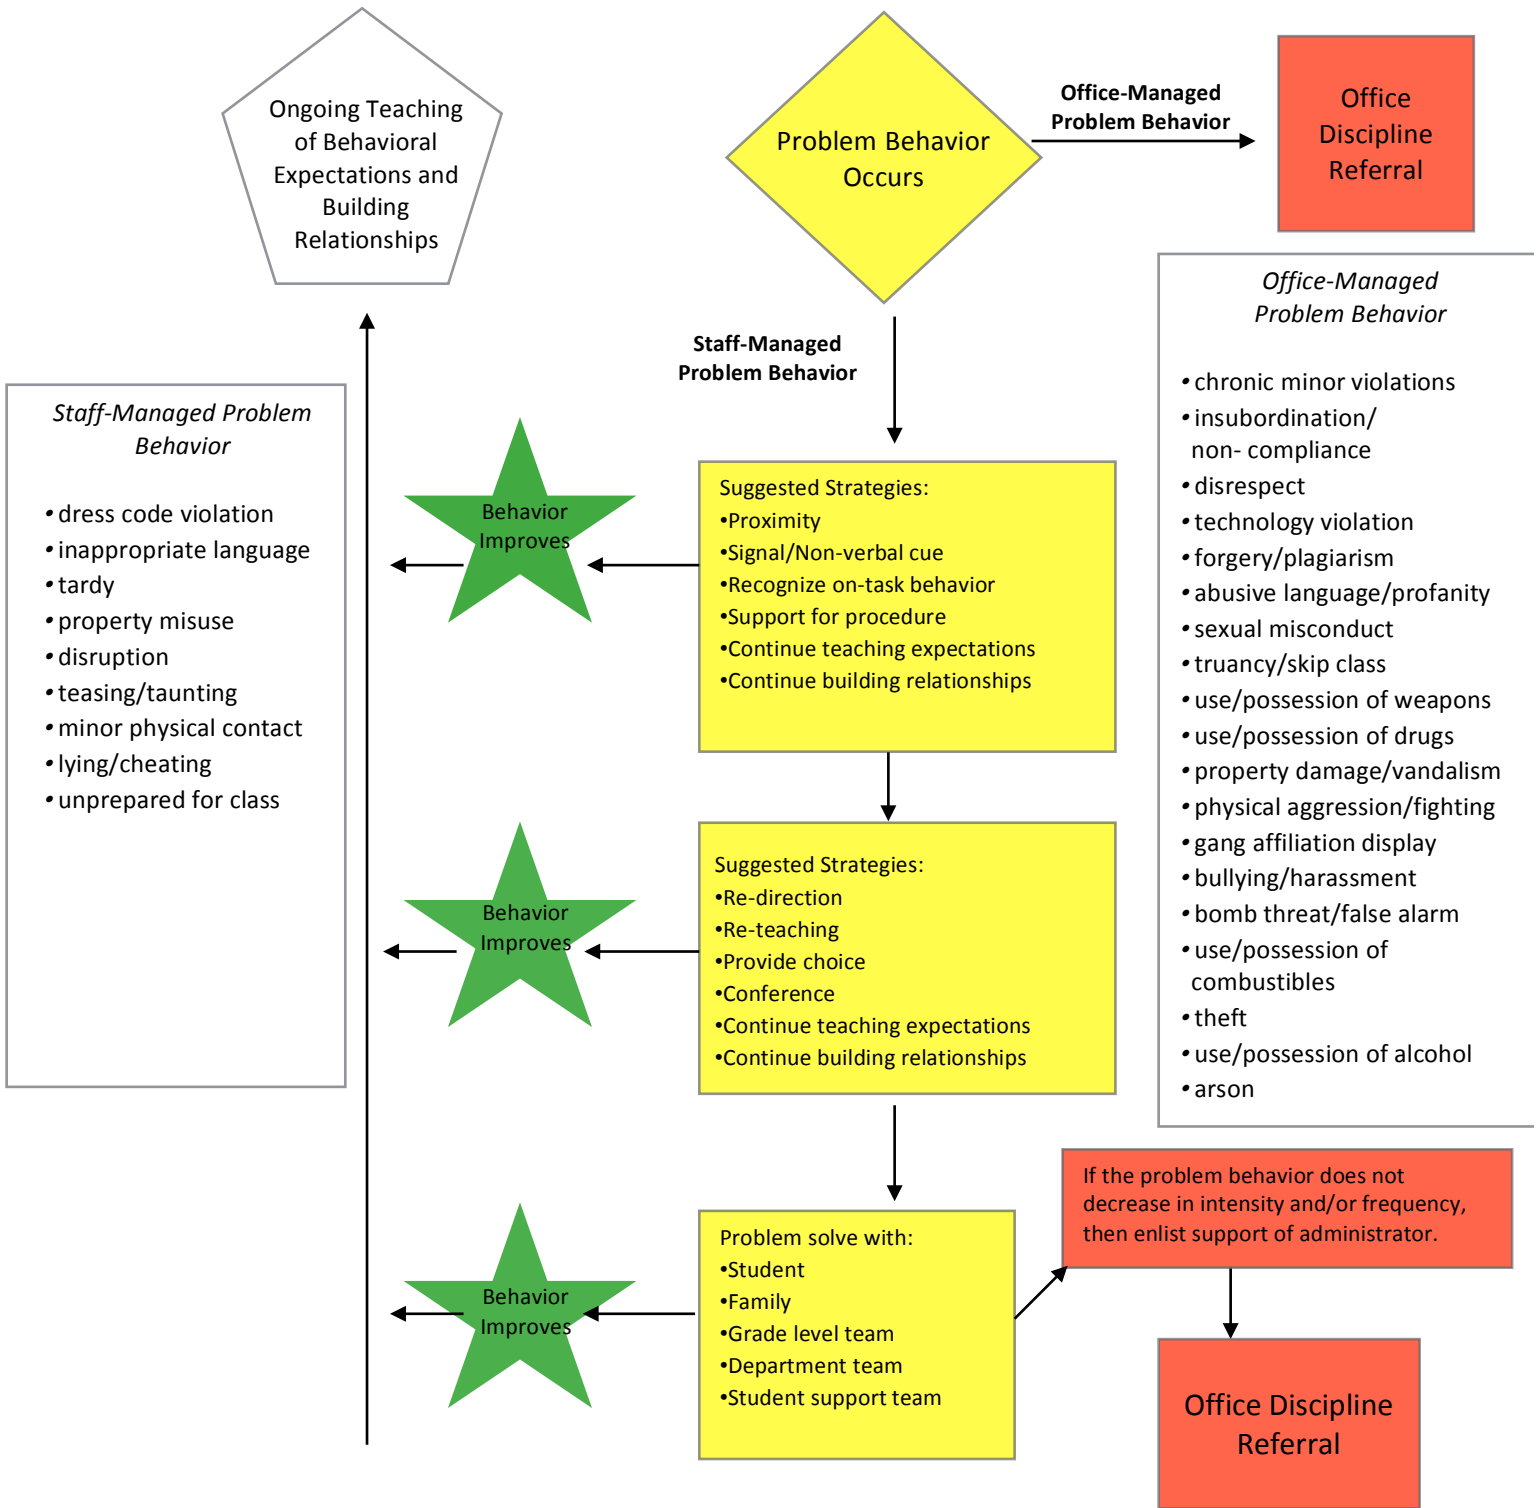 Ongoing Teaching
of Behavioral
Expectations and
Building
Relationships
Problem Behavior
Occurs
Office-Managed
Problem Behavior
Office
Discipline
Referral
Staff-Managed
Problem Behavior
Staff-Managed Problem
Behavior
• dress code violation
• inappropriate language
• tardy
• property misuse
• disruption
• teasing/taunting
• minor physical contact
• lying/cheating
• unprepared for class
Behavior
Improves
Suggested Strategies:
•Proximity
•Signal/Non-verbal cue
•Recognize on-task behavior
•Support for procedure
•Continue teaching expectations
•Continue building relationships
Office-Managed
Problem Behavior
• chronic minor violations
• insubordination/
non- compliance
• disrespect
• technology violation
• forgery/plagiarism
• abusive language/profanity
• sexual misconduct
• truancy/skip class
• use/possession of weapons
• use/possession of drugs
• property damage/vandalism
• physical aggression/fighting
• gang affiliation display
• bullying/harassment
• bomb threat/false alarm
• use/possession of
combustibles
• theft
• use/possession of alcohol
• arson
Behavior
Improves
Suggested Strategies:
•Re-direction
•Re-teaching
•Provide choice
•Conference
•Continue teaching expectations
•Continue building relationships
Behavior
Improves
Problem solve with:
•Student
•Family
•Grade level team
•Department team
•Student support team
If the problem behavior does not
decrease in intensity and/or frequency,
then enlist support of administrator.
Office Discipline
Referral